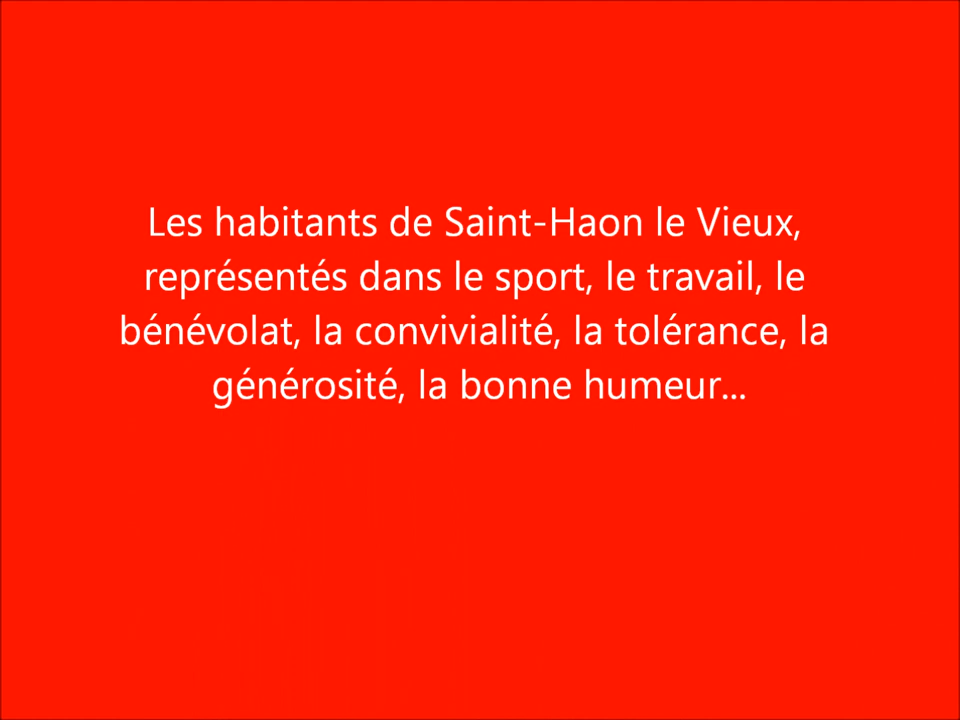 Les habitants de Saint-Haon le Vieux,
représentés dans le sport, le travail, le
bénévolat, la convivialité, la tolérance, la
générosité, la bonne humeur...